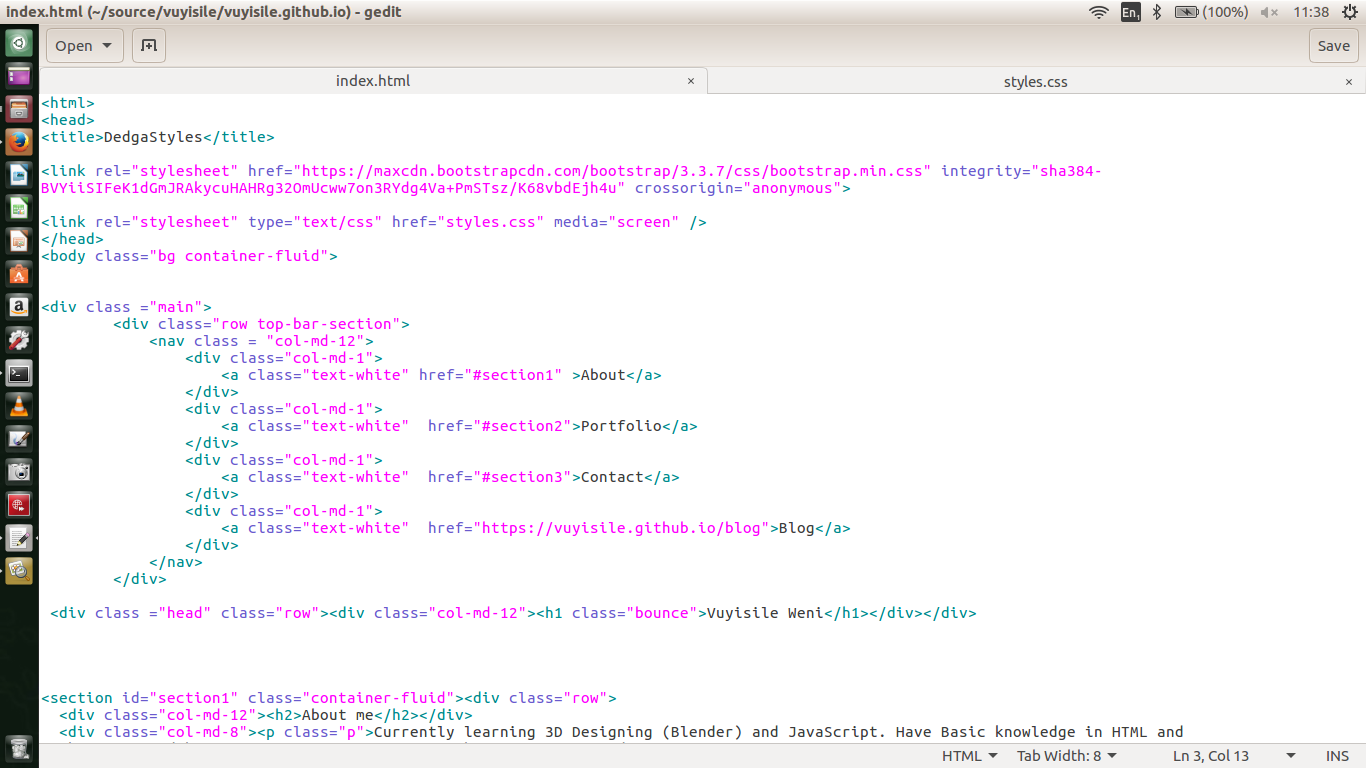 index.html (~/source/vuyisile/vuyisile.github.io) - gedit
En1 (100%) 11:38
Open Save
index.html × styles.css ×
<html>
<head>
<title>DedgaStyles</title>
<link rel="stylesheet" href="https://maxcdn.bootstrapcdn.com/bootstrap/3.3.7/css/bootstrap.min.css" integrity="sha384-
BVYiiSIFeK1dGmJRAkycuHAHRg32OmUcww7on3RYdg4Va+PmSTsz/K68vbdEjh4u" crossorigin="anonymous">
<link rel="stylesheet" type="text/css" href="styles.css" media="screen" />
</head>
<body class="bg container-fluid">
<div class ="main">
<div class="row top-bar-section">
<nav class = "col-md-12">
<div class="col-md-1">
<a class="text-white" href="#section1" >About</a>
</div>
<div class="col-md-1">
<a class="text-white"  href="#section2">Portfolio</a>
</div>
<div class="col-md-1">
<a class="text-white"  href="#section3">Contact</a>
</div>
<div class="col-md-1">
<a class="text-white"  href="https://vuyisile.github.io/blog">Blog</a>
</div>
</nav>
</div>
<div class ="head" class="row"><div class="col-md-12"><h1 class="bounce">Vuyisile Weni</h1></div></div>
<section id="section1" class="container-fluid"><div class="row">
<div class="col-md-12"><h2>About me</h2></div>
<div class="col-md-8"><p class="p">Currently learning 3D Designing (Blender) and JavaScript. Have Basic knowledge in HTML and
HTML Tab Width: 8 Ln 3, Col 13 INS